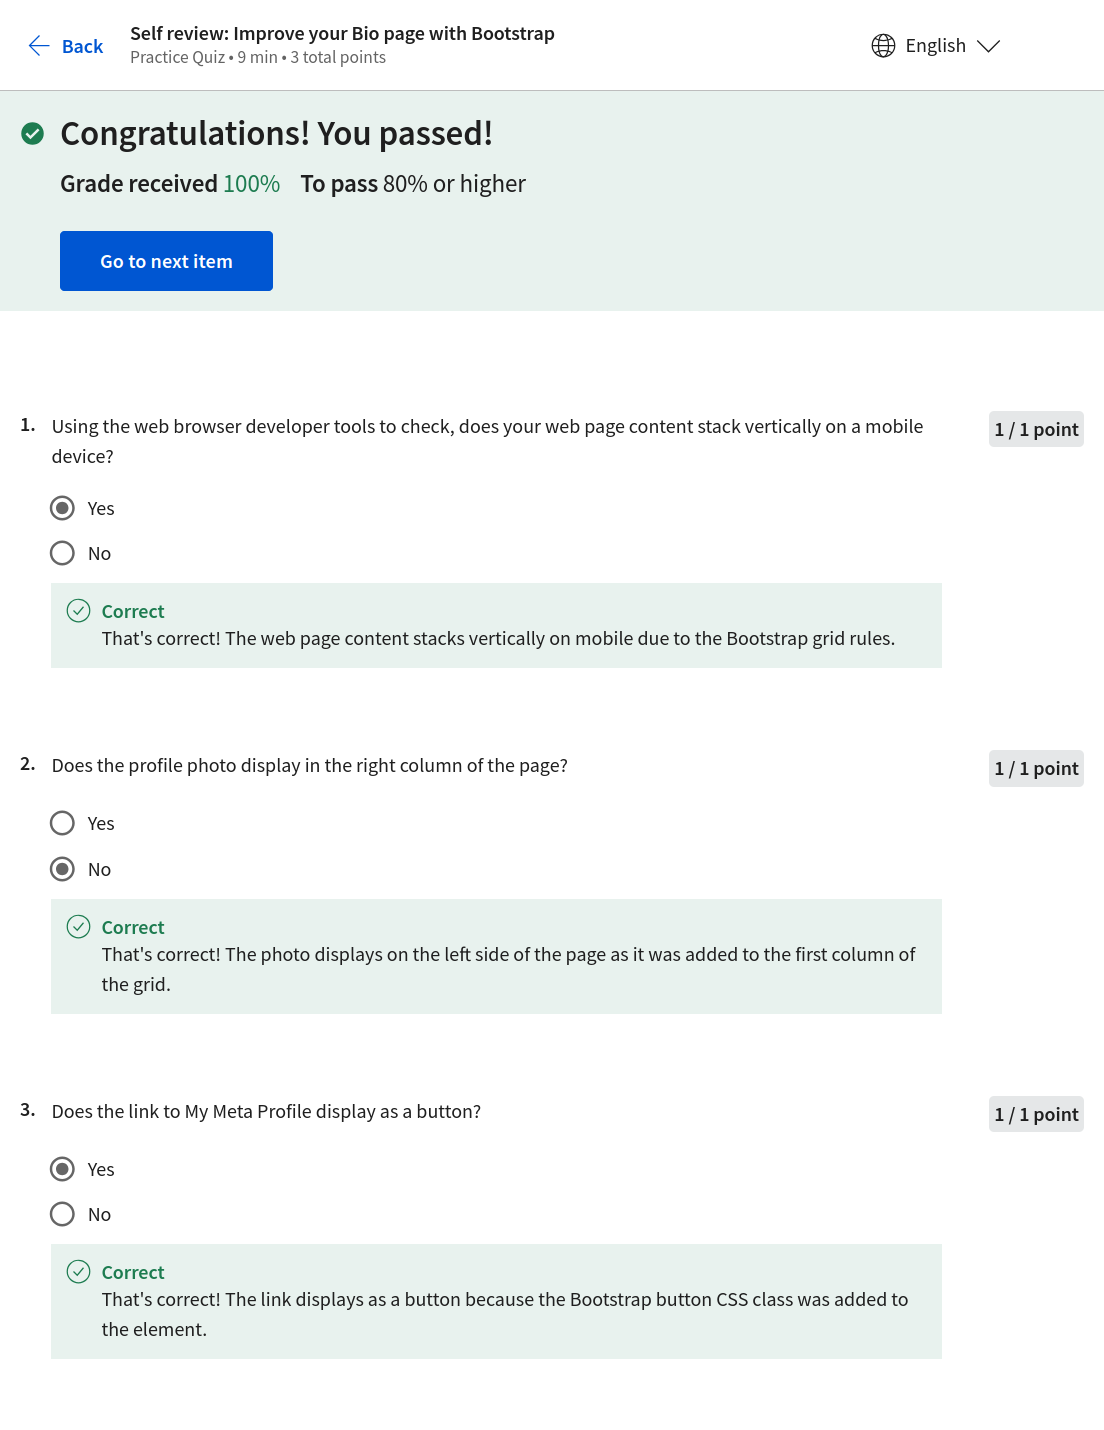 Back
Self review: Improve your Bio page with Bootstrap
Practice Quiz • 9 min • 3 total points
English
Congratulations! You passed!
Grade received 100% To pass 80% or higher
Go to next item
1. Using the web browser developer tools to check, does your web page content stack vertically on a mobile
device?
1 / 1 point
Yes
No
Correct
That's correct! The web page content stacks vertically on mobile due to the Bootstrap grid rules.
2. Does the profile photo display in the right column of the page?
1 / 1 point
Yes
No
Correct
That's correct! The photo displays on the left side of the page as it was added to the first column of
the grid.
3. Does the link to My Meta Profile display as a button?
1 / 1 point
Yes
No
Correct
That's correct! The link displays as a button because the Bootstrap button CSS class was added to
the element.